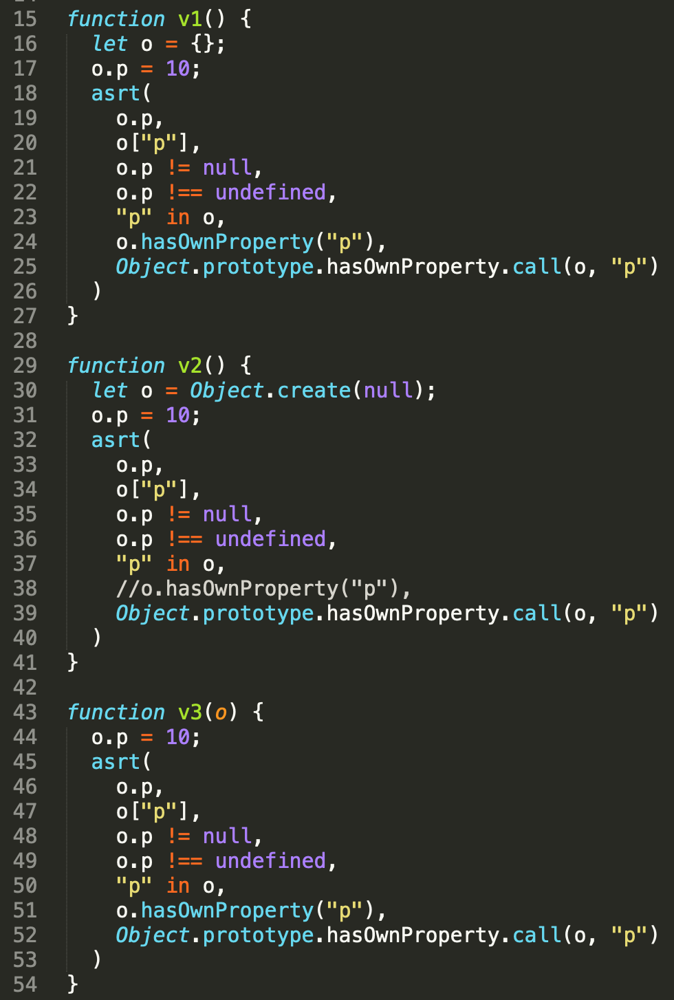 15 function v1() {
16 let o = {};
17 o.p = 10;
18 asrt(
19 o.p,
20 o["p"],
21 o.p != null,
22 o.p !== undefined,
23 "p" in o,
24 o.hasOwnProperty("p"),
25 Object.prototype.hasOwnProperty.call(o, "p")
26 )
27 }
28
29 function v2() {
30 let o = Object.create(null);
31 o.p = 10;
32 asrt(
33 o.p,
34 o["p"],
35 o.p != null,
36 o.p !== undefined,
37 "p" in o,
38 //o.hasOwnProperty("p"),
39 Object.prototype.hasOwnProperty.call(o, "p")
40 )
41 }
42
43 function v3(o) {
44 o.p = 10;
45 asrt(
46 o.p,
47 o["p"],
48 o.p != null,
49 o.p !== undefined,
50 "p" in o,
51 o.hasOwnProperty("p"),
52 Object.prototype.hasOwnProperty.call(o, "p")
53 )
54 }